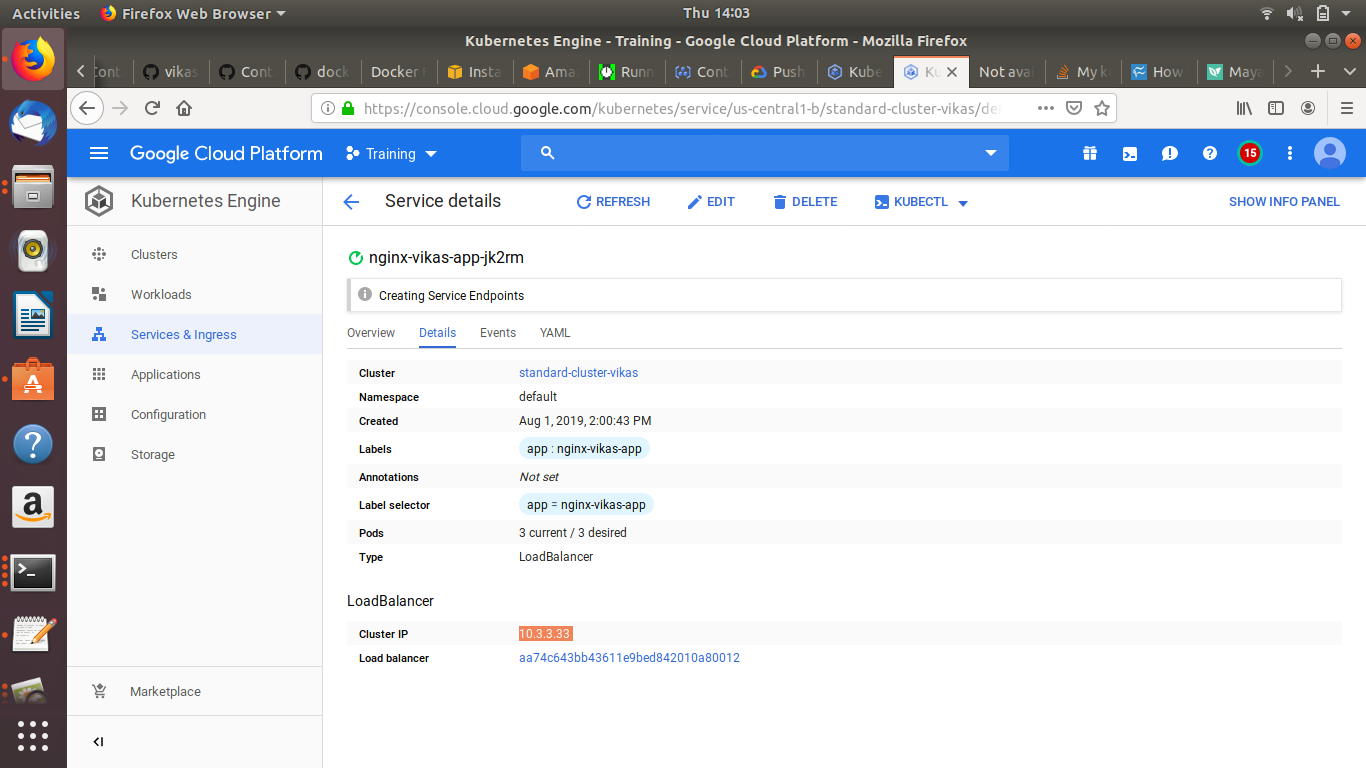 Activities Firefox Web Browser Thu 14:03
Kubernetes Engine - Training - Google Cloud Platform - Mozilla Firefox
Cont vikas Cont dock Docker Insta Ama Runn Cont Push Kube Ku Not avai My k How Maya
https://console.cloud.google.com/kubernetes/service/us-central1-b/standard-cluster-vikas/de
Google Cloud Platform Training 15
Kubernetes Engine
Service details REFRESH EDIT DELETE KUBECTL SHOW INFO PANEL
Clusters
Workloads
Services & Ingress
Applications
Configuration
Storage
Marketplace
nginx-vikas-app-jk2rm
Creating Service Endpoints
Overview Details Events YAML
Cluster standard-cluster-vikas
Namespace default
Created Aug 1, 2019, 2:00:43 PM
Labels app : nginx-vikas-app
Annotations Not set
Label selector app = nginx-vikas-app
Pods 3 current / 3 desired
Type LoadBalancer
LoadBalancer
Cluster IP 10.3.3.33
Load balancer aa74c643bb43611e9bed842010a80012